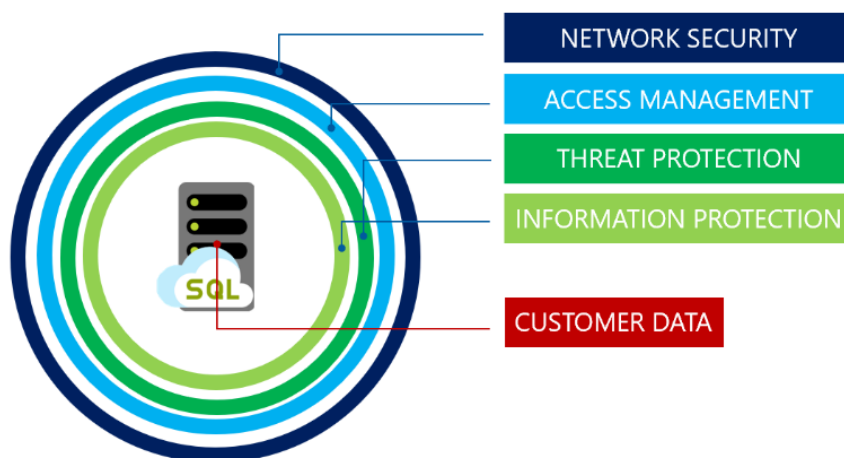 NETWORK SECURITY
ACCESS MANAGEMENT
THREAT PROTECTION
INFORMATION PROTECTION
SQL
CUSTOMER DATA